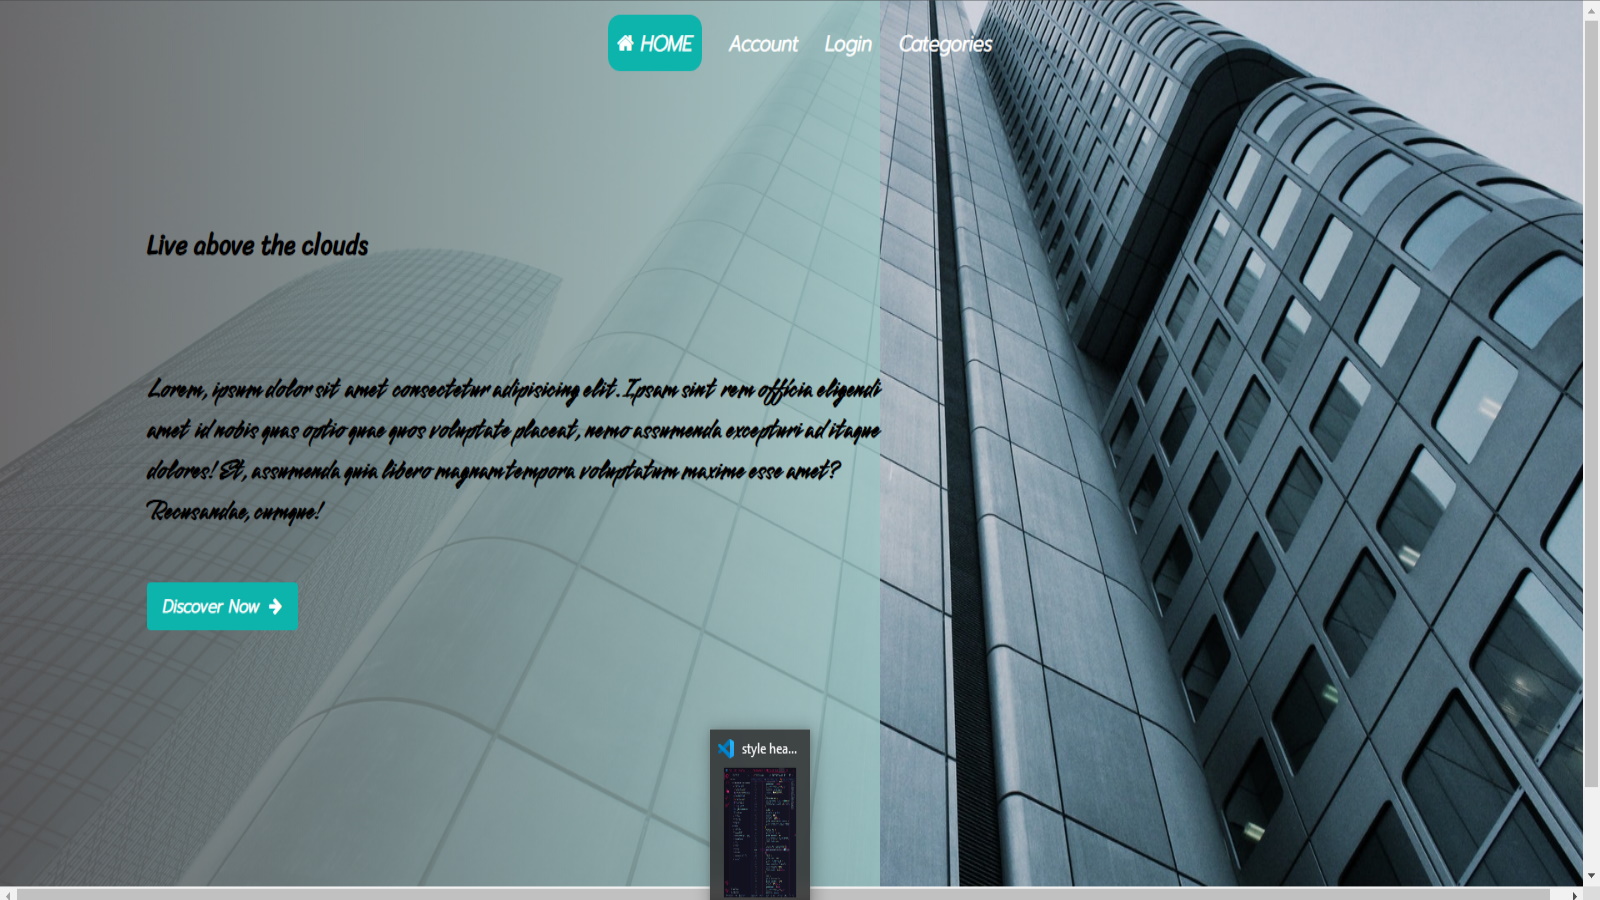 HOME Account Login Categories
Live above the clouds
Lorem, ipsum dolor sit amet consectetur adipisicing elit. Ipsam sint rem officia eligendi
amet id nobis quas optio quae quos voluptate placeat, nemo assumenda excepturi ad itaque
dolores! Et, assumenda quia libero magnam tempora voluptatum maxime esse amet?
Recusandae, cumque!
Discover Now
style hea...